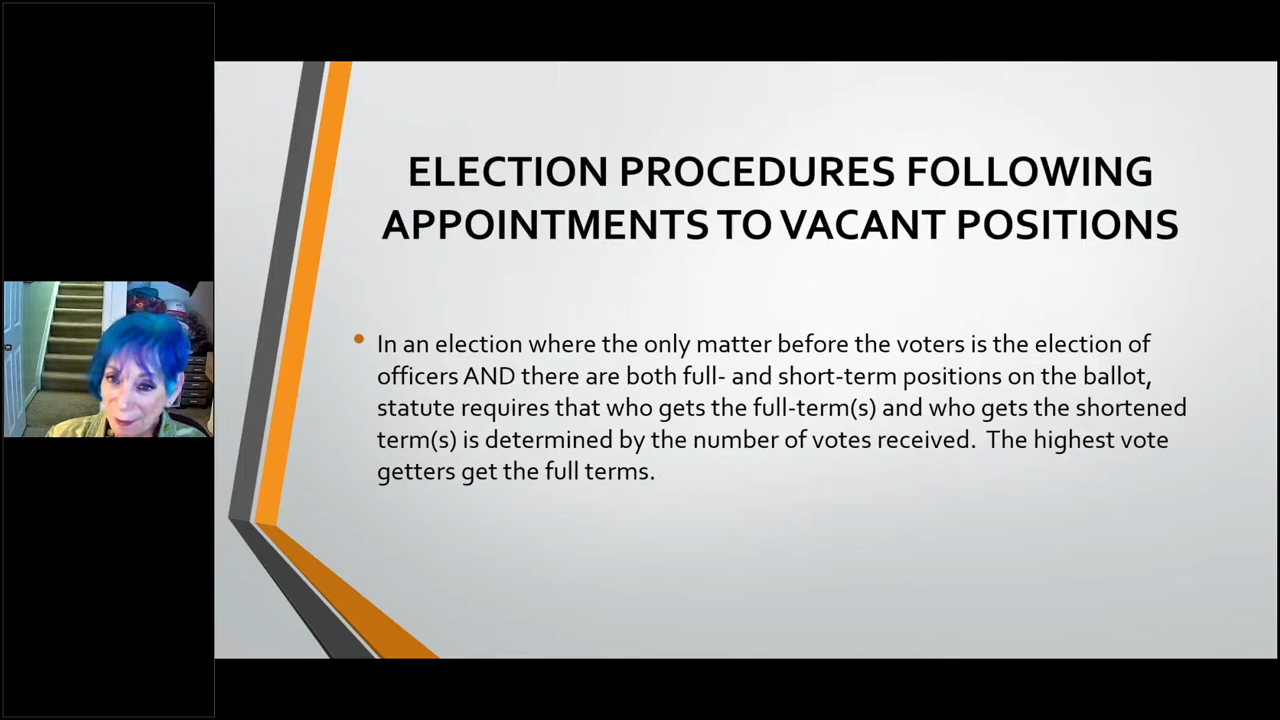 ELECTION PROCEDURES FOLLOWING
APPOINTMENTS TO VACANT POSITIONS
• In an election where the only matter before the voters is the election of
officers AND there are both full- and short-term positions on the ballot,
statute requires that who gets the full-term(s) and who gets the shortened
term(s) is determined by the number of votes received.  The highest vote
getters get the full terms.